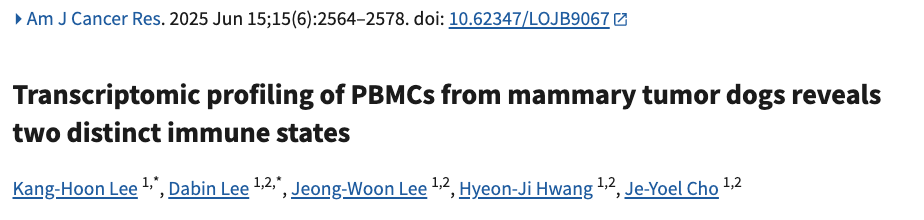 Am J Cancer Res. 2025 Jun 15;15(6):2564–2578. doi: 10.62347/LOJB9067
Transcriptomic profiling of PBMCs from mammary tumor dogs reveals
two distinct immune states
Kang-Hoon Lee 1,*, Dabin Lee 1,2,*, Jeong-Woon Lee 1,2, Hyeon-Ji Hwang 1,2, Je-Yoel Cho 1,2